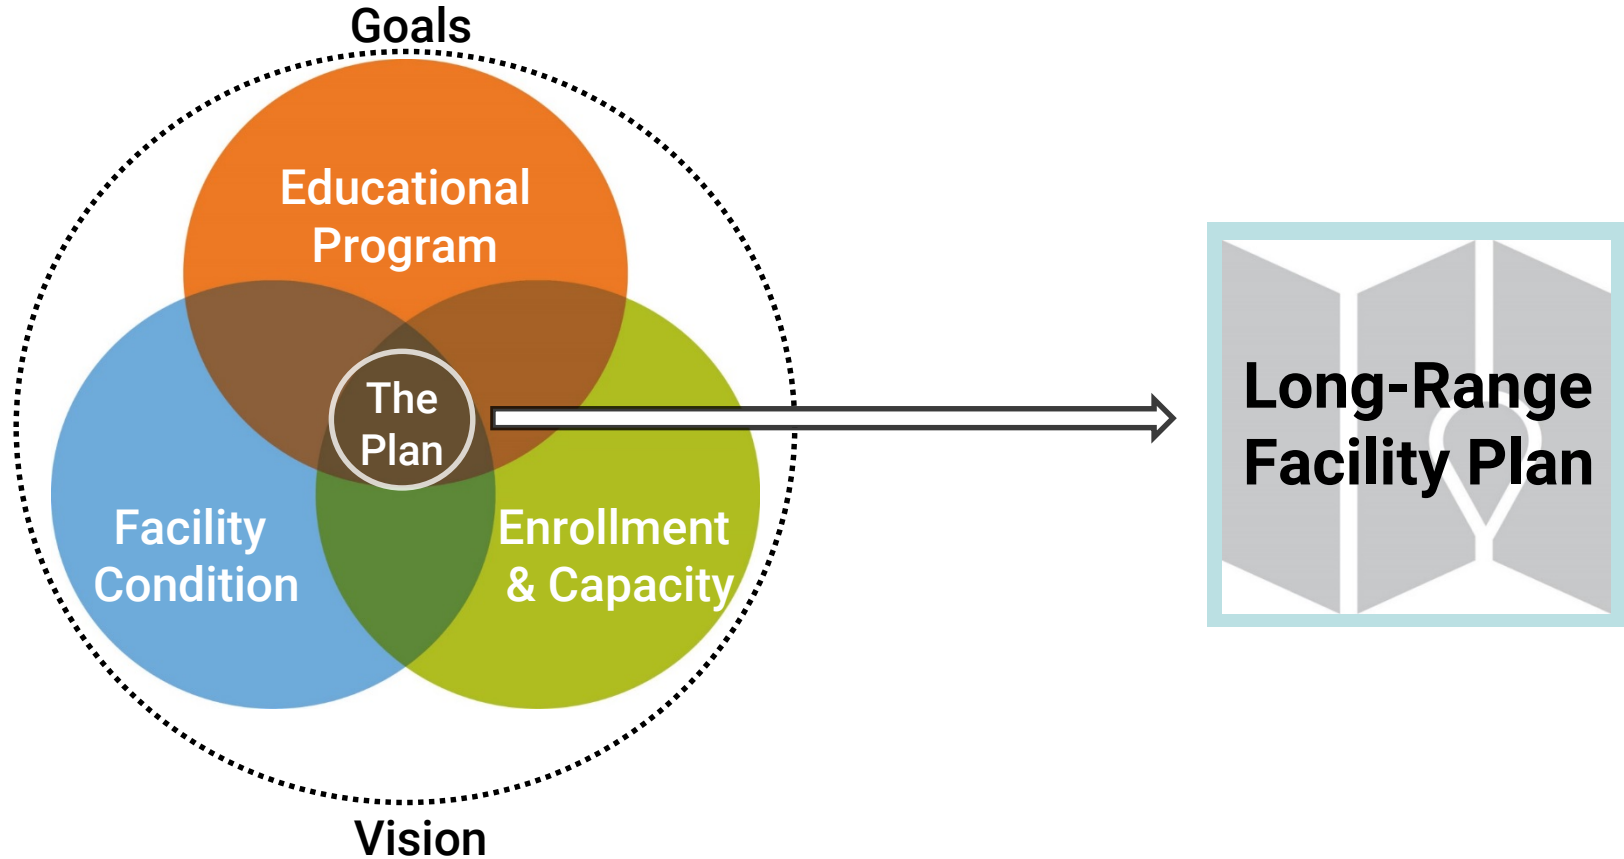 Goals
Educational
Program
The
Plan
Facility
Condition
Enrollment
& Capacity
Vision
Long-Range
Facility Plan